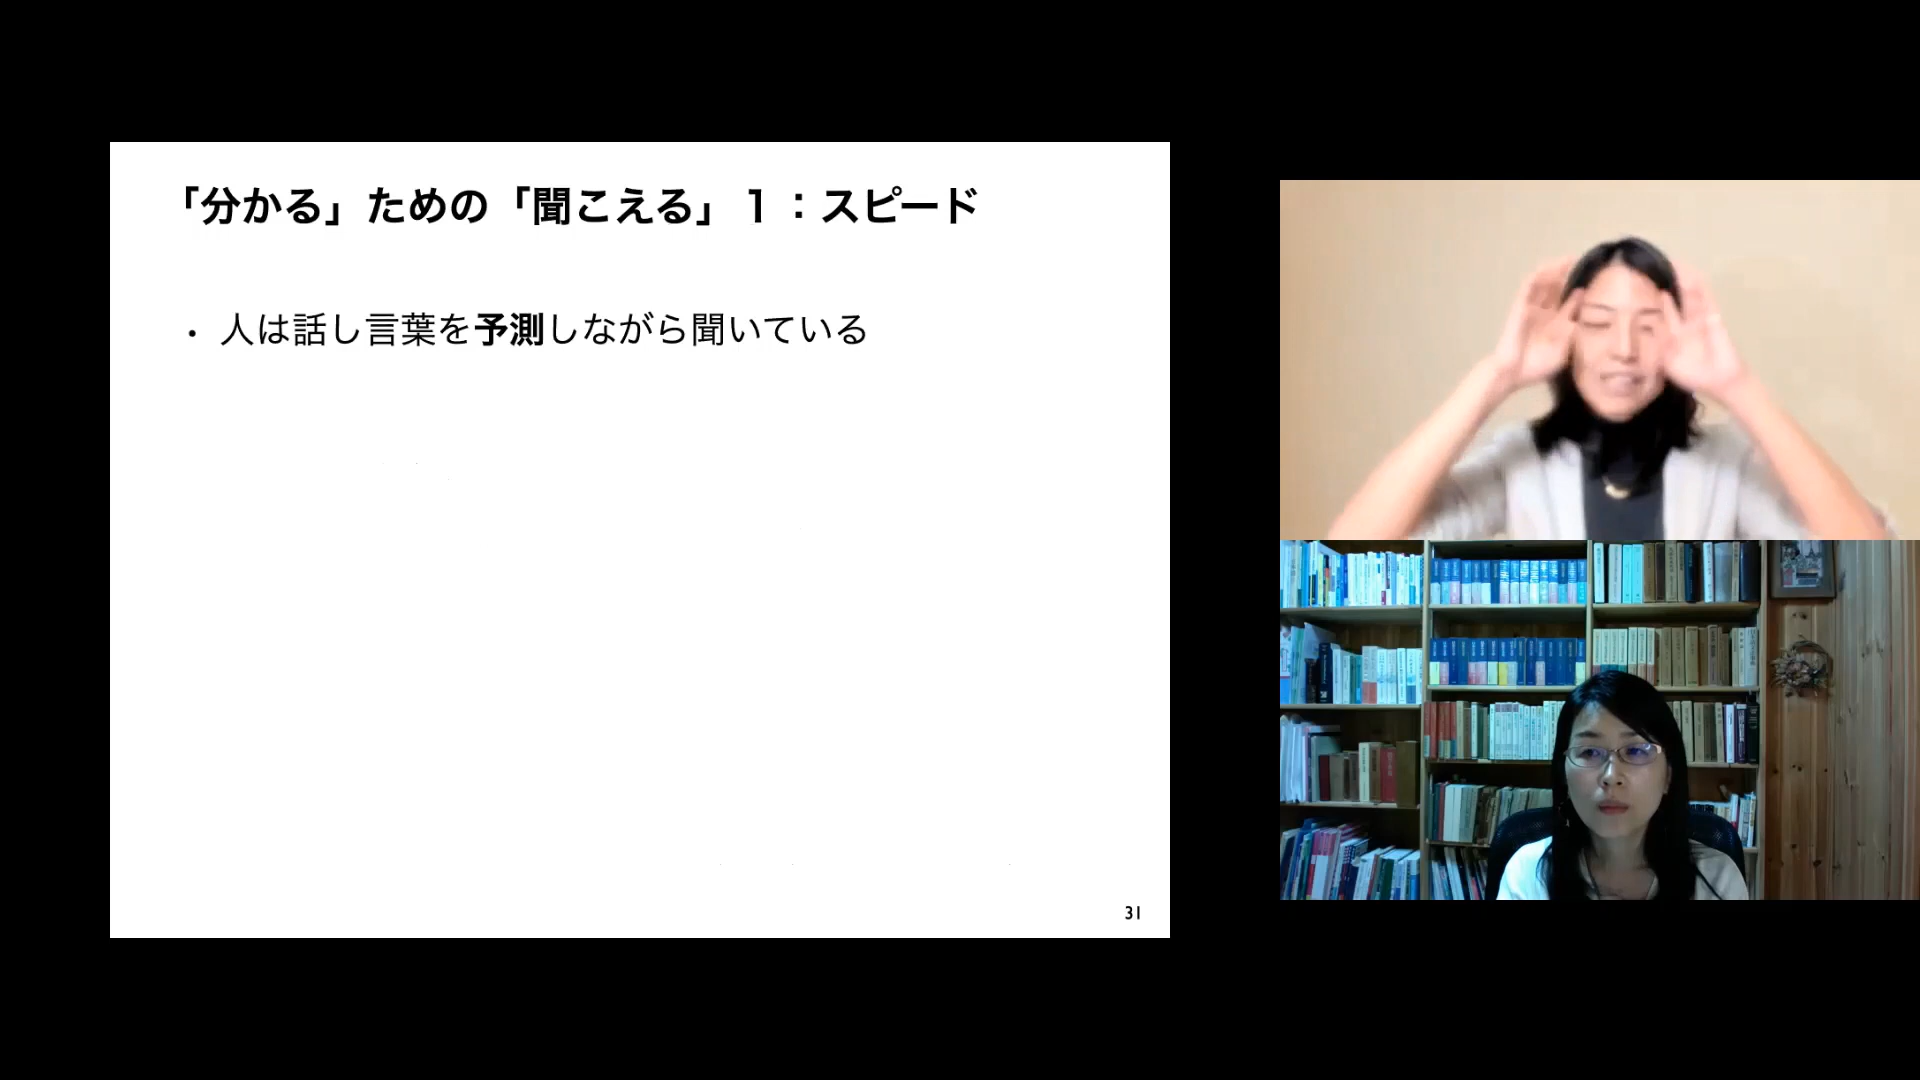 「分かる」ための「聞こえる」１：スピード
• 人は話し言葉を予測しながら聞いている
31